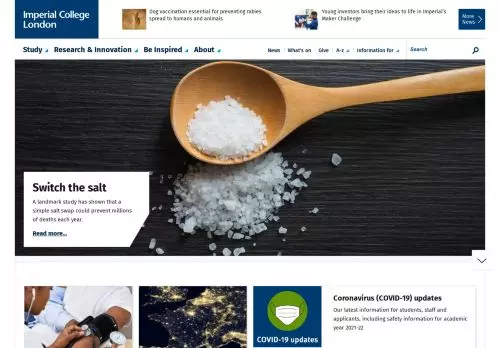 Imperial College
London
Dog vaccination essential for preventing rabies
spread to humans and animals
Young inventors bring their ideas to life in Imperial's
Maker Challenge
More
News
Study
Research & Innovation
Be Inspired
About
News
What's on
Give
A-z
Information for
Search
Switch the salt
A landmark study has shown that a
simple salt swap could prevent millions
of deaths each year.
Read more...
COVID-19 updates
Coronavirus (COVID-19) updates
Our latest information for students, staff and
applicants, including safety information for academic
year 2021-22